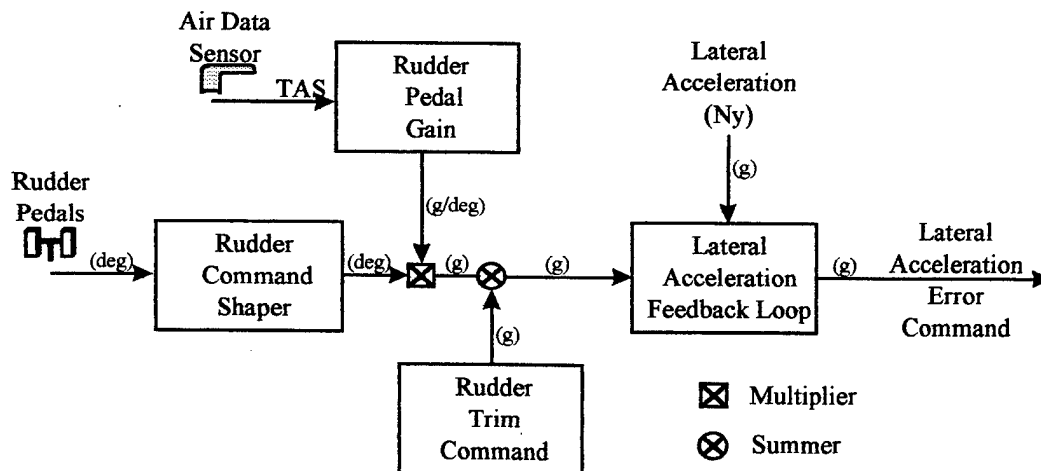 Air Data
Sensor
TAS
Rudder
Pedal
Gain
Lateral
Acceleration
(Ny)
(g)
(g/deg)
Rudder
Pedals
(deg)
Rudder
Command
Shaper
(deg)
(g)
(g)
Lateral
Acceleration
Feedback Loop
(g)
Lateral
Acceleration
Error
Command
(g)
Rudder
Trim
Command
Multiplier
Summer